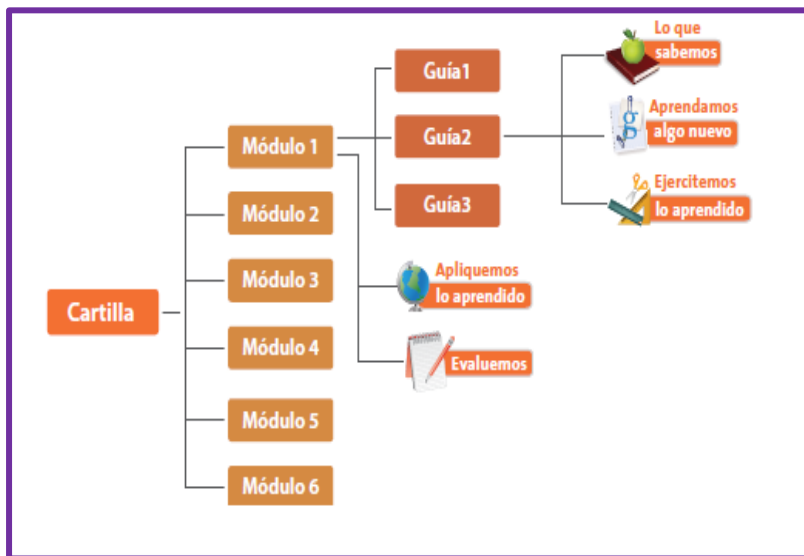 Cartilla
Módulo 1
Módulo 2
Módulo 3
Módulo 4
Módulo 5
Módulo 6
Guía1
Guía2
Guía3
Apliquemos
lo aprendido
Evaluemos
Lo que
sabemos
Aprendamos
algo nuevo
Ejercitemos
lo aprendido